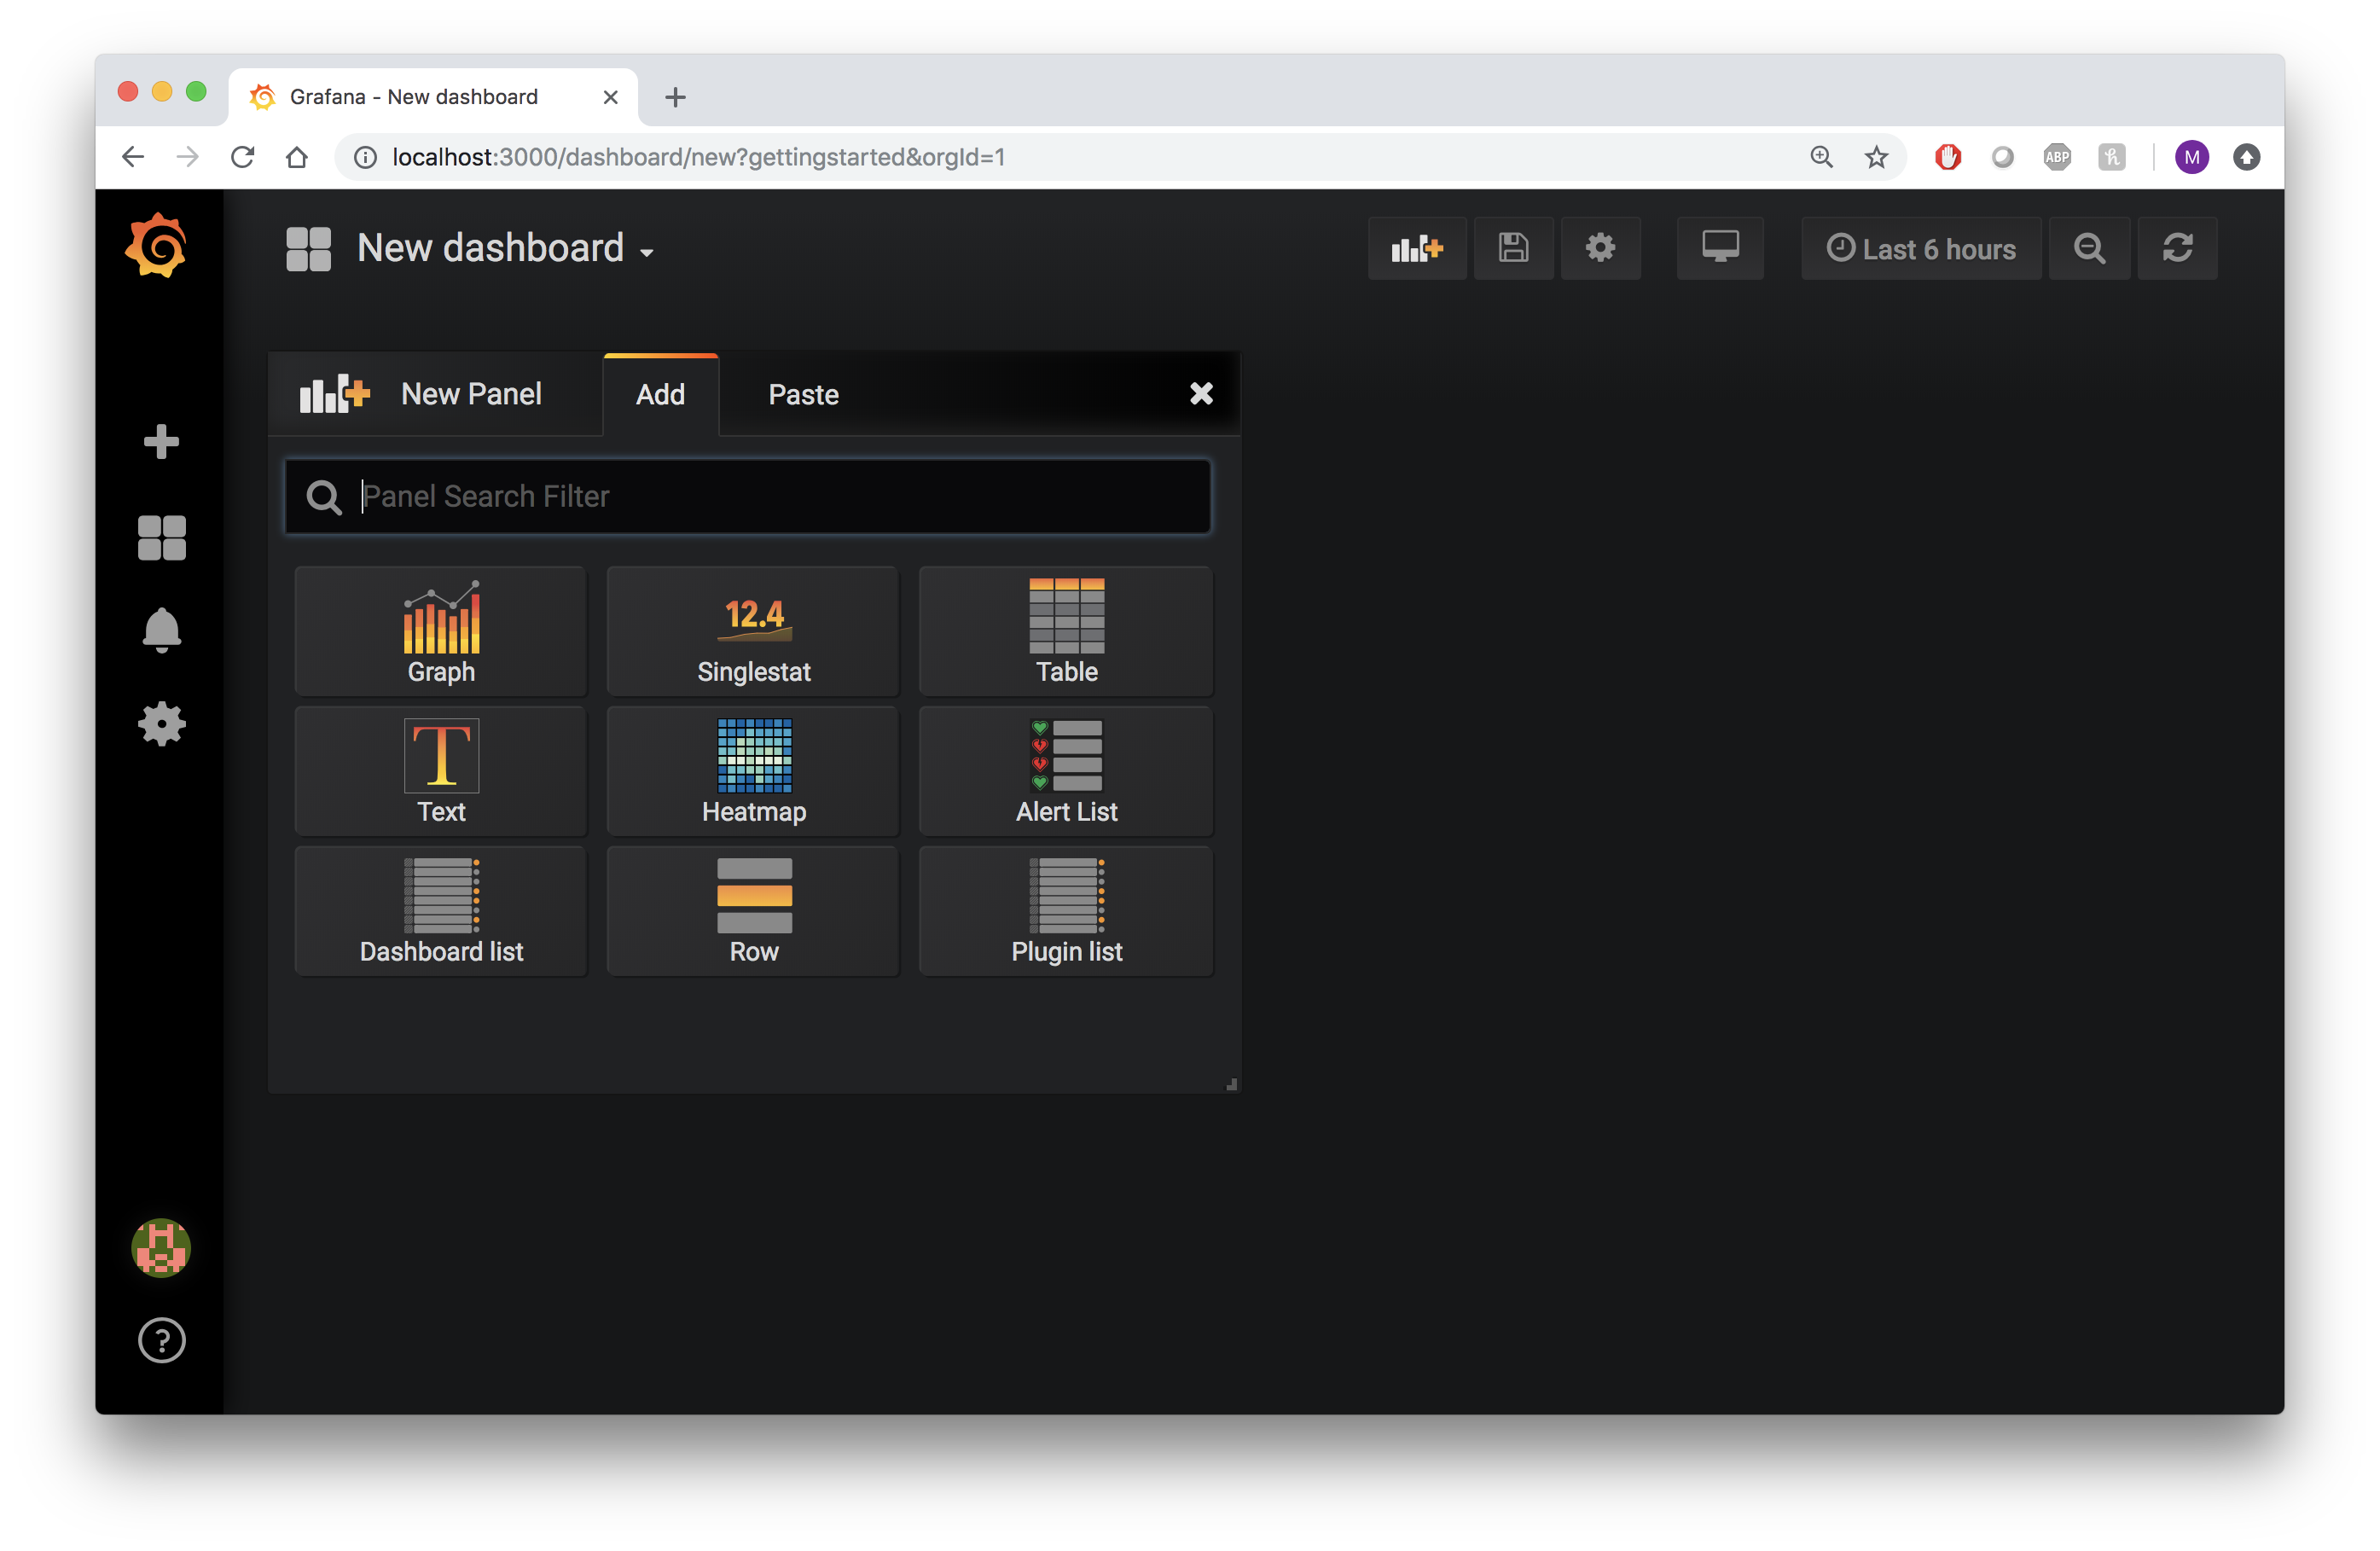 Grafana - New dashboard
localhost:3000/dashboard/new?gettingstarted&orgId=1
ABP
h
M
New dashboard
Last 6 hours
New Panel
Add
Paste
Panel Search Filter
12.4
Graph
Singlestat
Table
T
Text
Heatmap
Alert List
Dashboard list
Row
Plugin list
?